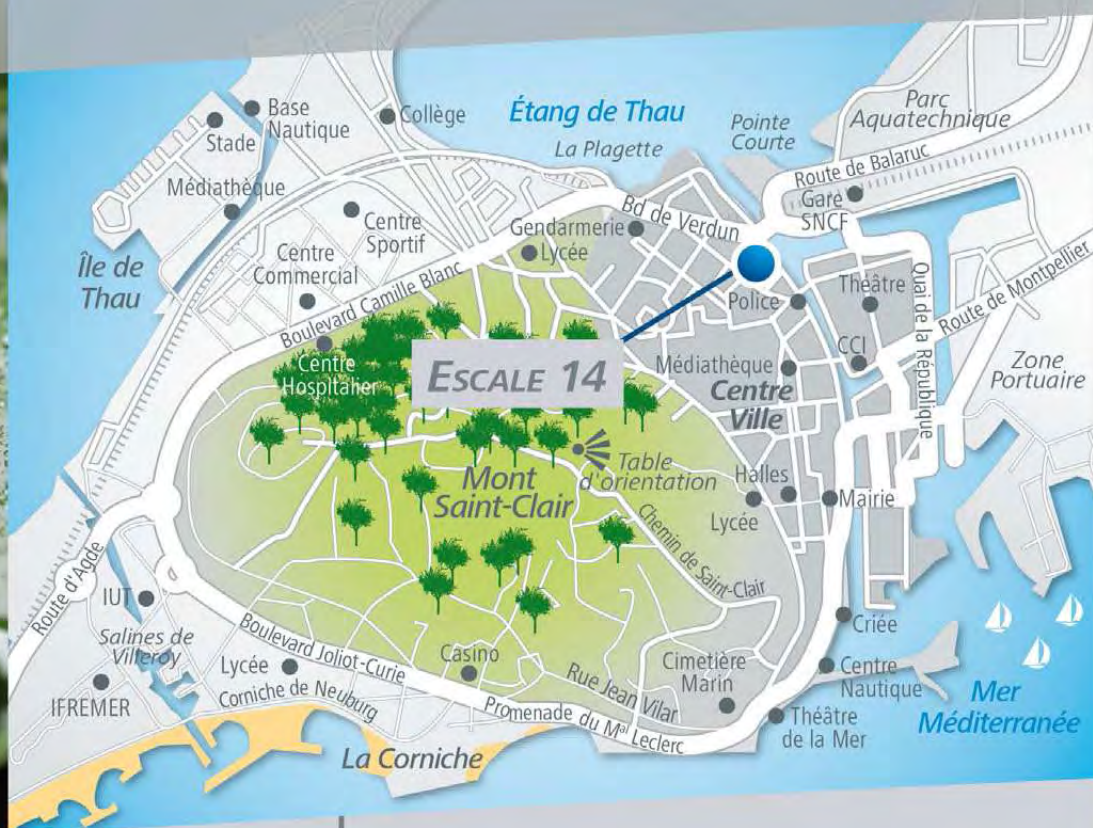 Étang de Thau
La Plagette
Pointe
Courte
Parc
Aquatechnique
Route de Balaruc
Gare
SNCF
Base
Nautique
Stade
Collège
Médiathèque
Centre
Sportif
Centre
Commercial
Île de
Thau
Gendarmerie
Lycée
Bd de Verdun
Boulevard Camille Blanc
Police
Théâtre
Quai de la République
Route de Montpellier
CCI
Zone
Portuaire
Centre
Hospitalier
ESCALE 14
Médiathèque
Centre
Ville
Mont
Saint-Clair
Table
d'orientation
Halles
Lycée
Mairie
Chemin de Saint-Clair
Route d'Agde
IUT
Salines de
Villeroy
Lycée
IFREMER
Boulevard Joliot-Curie
Corniche de Neuburg
Casino
Rue Jean Vilar
Promenade du Mal Leclerc
La Corniche
Cimetière
Marin
Criée
Centre
Nautique
Théâtre
de la Mer
Mer
Méditerranée